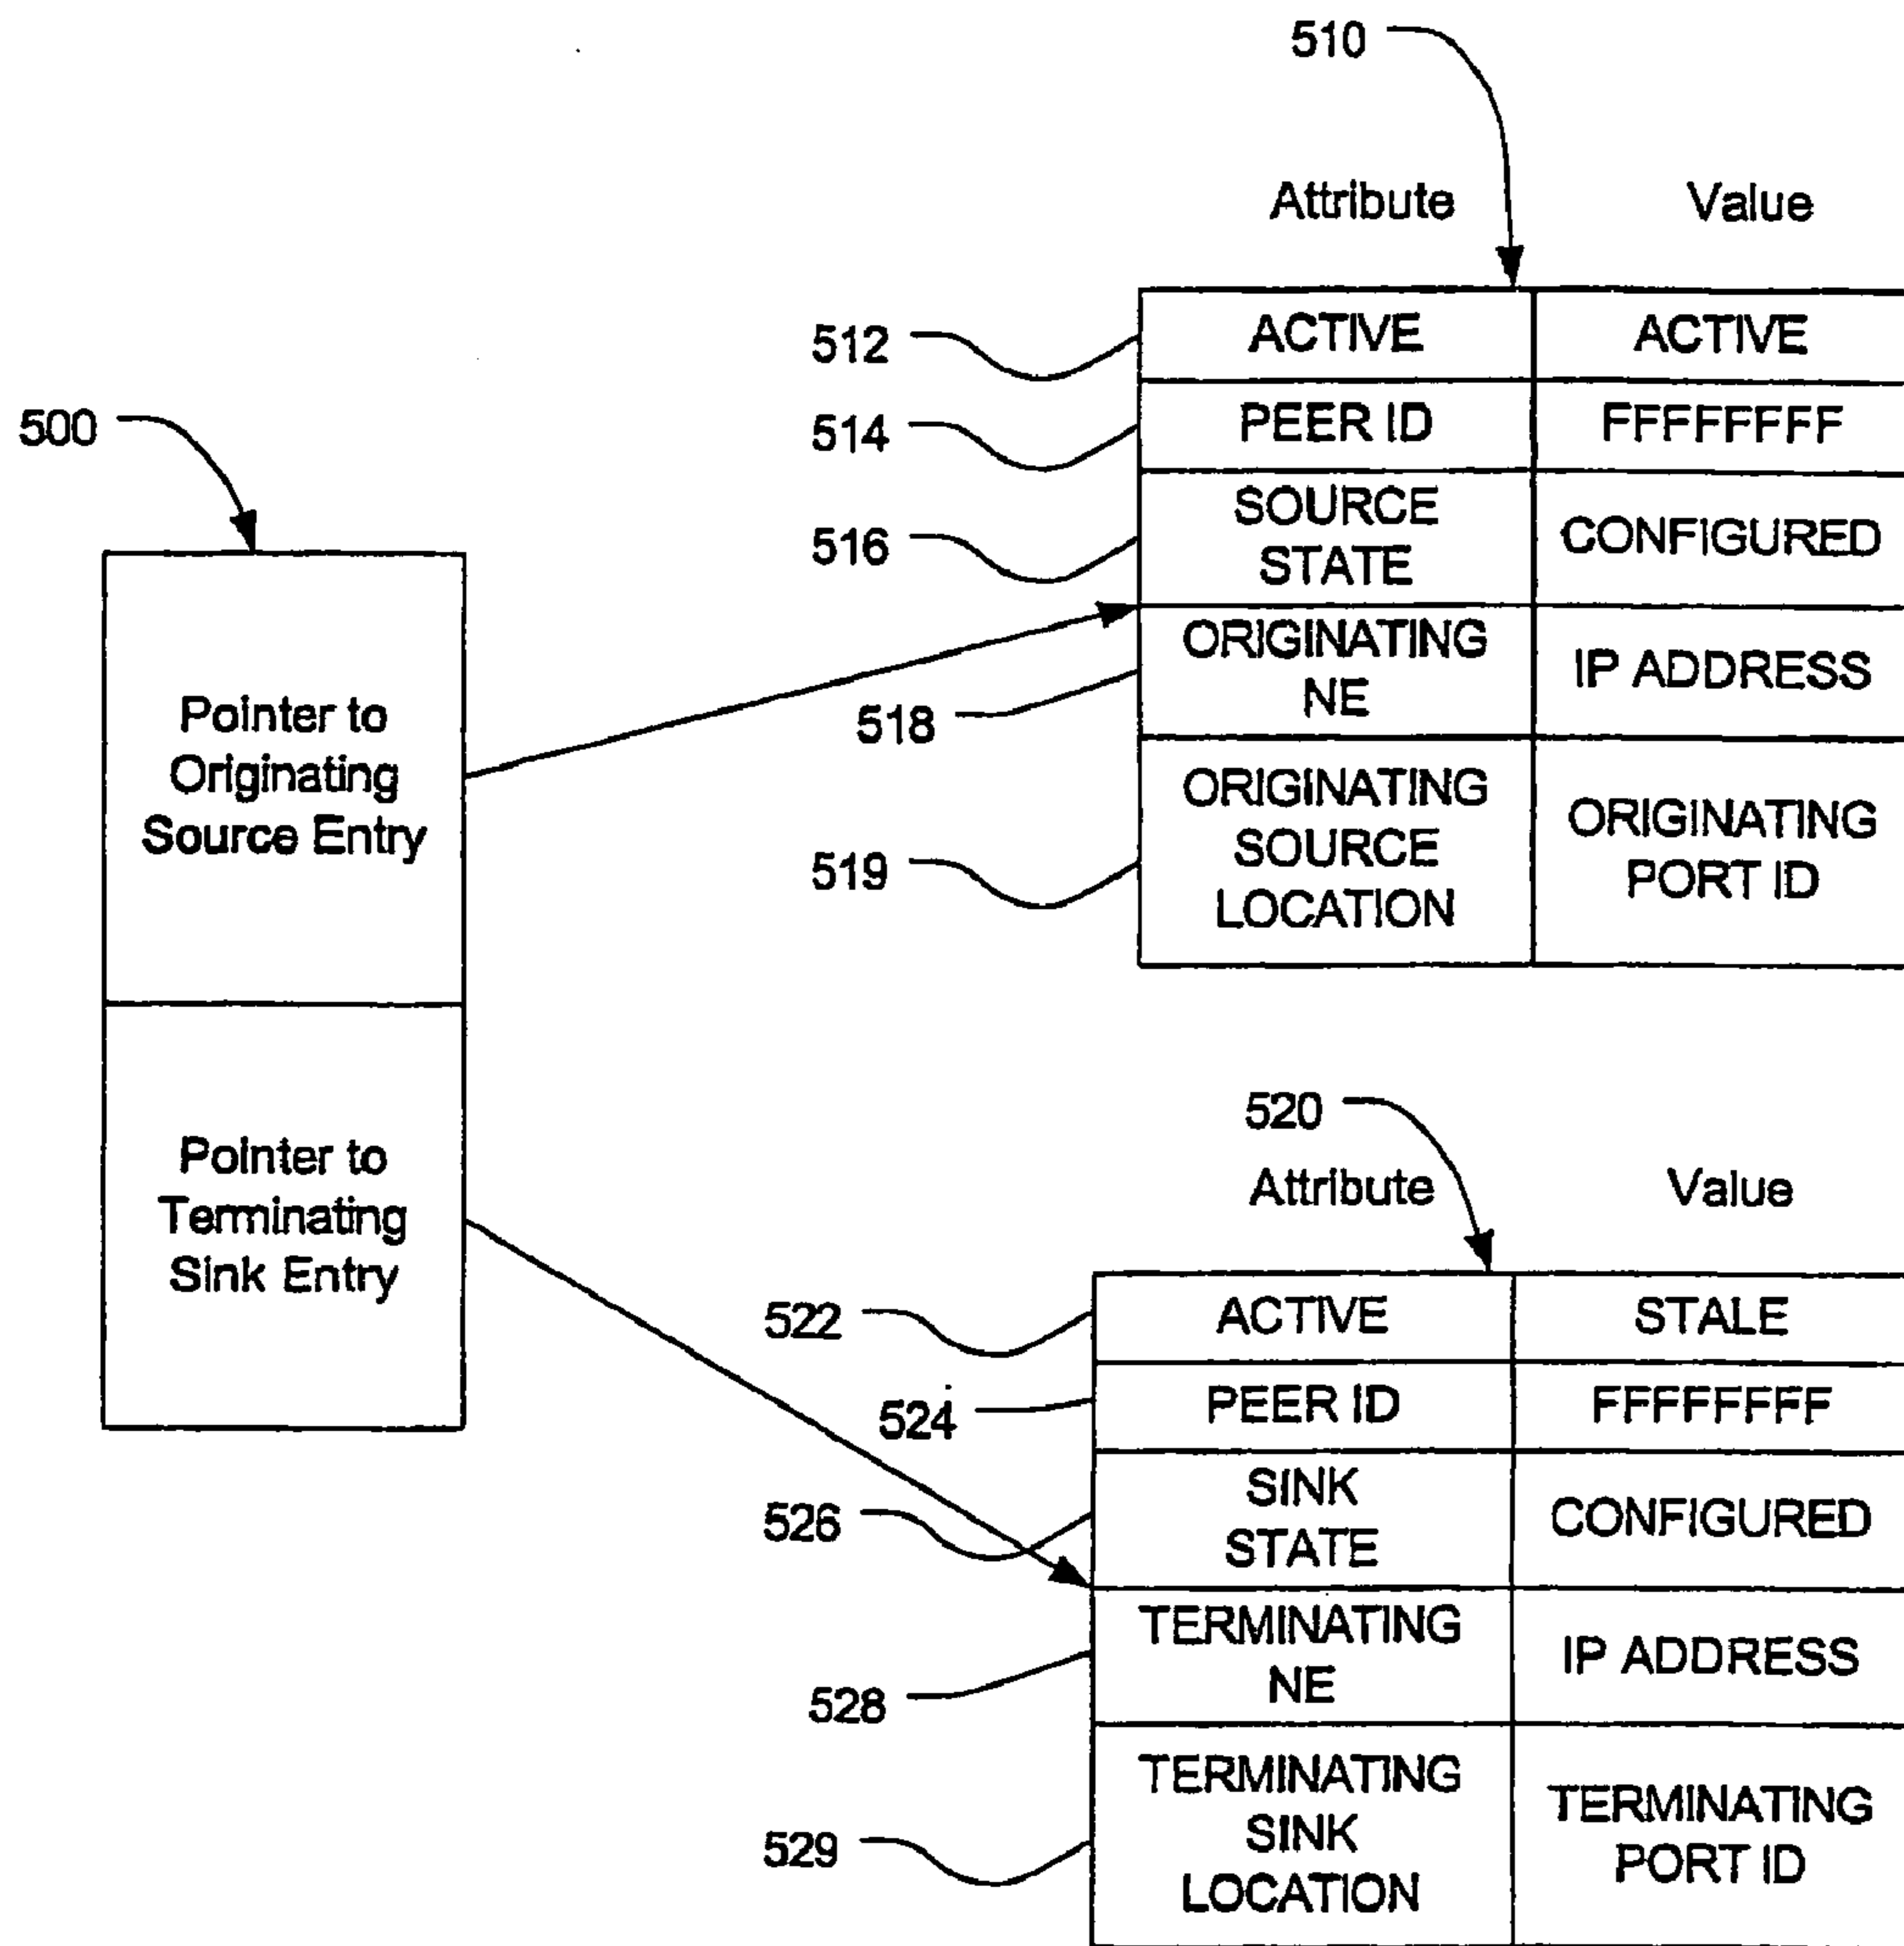 510
Attribute Value
512 ACTIVE ACTIVE
514 PEER ID FFFFFFFF
516 SOURCE STATE CONFIGURED
518 ORIGINATING NE IP ADDRESS
519 ORIGINATING SOURCE LOCATION ORIGINATING PORT ID
500
Pointer to
Originating
Source Entry
Pointer to
Terminating
Sink Entry
520
Attribute Value
522 ACTIVE STALE
524 PEER ID FFFFFFFF
526 SINK STATE CONFIGURED
528 TERMINATING NE IP ADDRESS
529 TERMINATING SINK LOCATION TERMINATING PORT ID